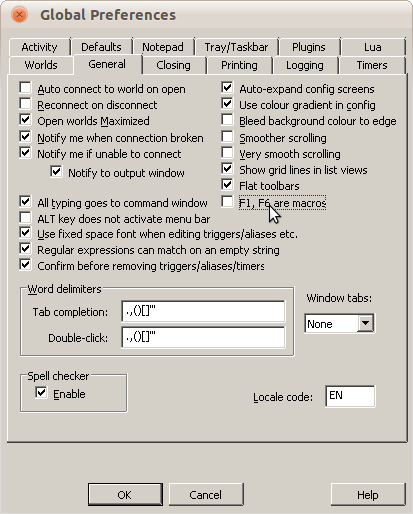 Global Preferences
Activity Defaults Notepad Tray/Taskbar Plugins Lua
Worlds General Closing Printing Logging Timers
Auto connect to world on open
Reconnect on disconnect
Open worlds Maximized
Notify me when connection broken
Notify me if unable to connect
Notify to output window
All typing goes to command window
ALT key does not activate menu bar
Use fixed space font when editing triggers/aliases etc.
Regular expressions can match on an empty string
Confirm before removing triggers/aliases/timers
Auto-expand config screens
Use colour gradient in config
Bleed background colour to edge
Smoother scrolling
Very smooth scrolling
Show grid lines in list views
Flat toolbars
F1, F6 are macros
Word delimiters
Tab completion: .,()[]"'
Double-click: .,()[]"'
Window tabs:
None
Spell checker
Enable
Locale code: EN
OK Cancel Help